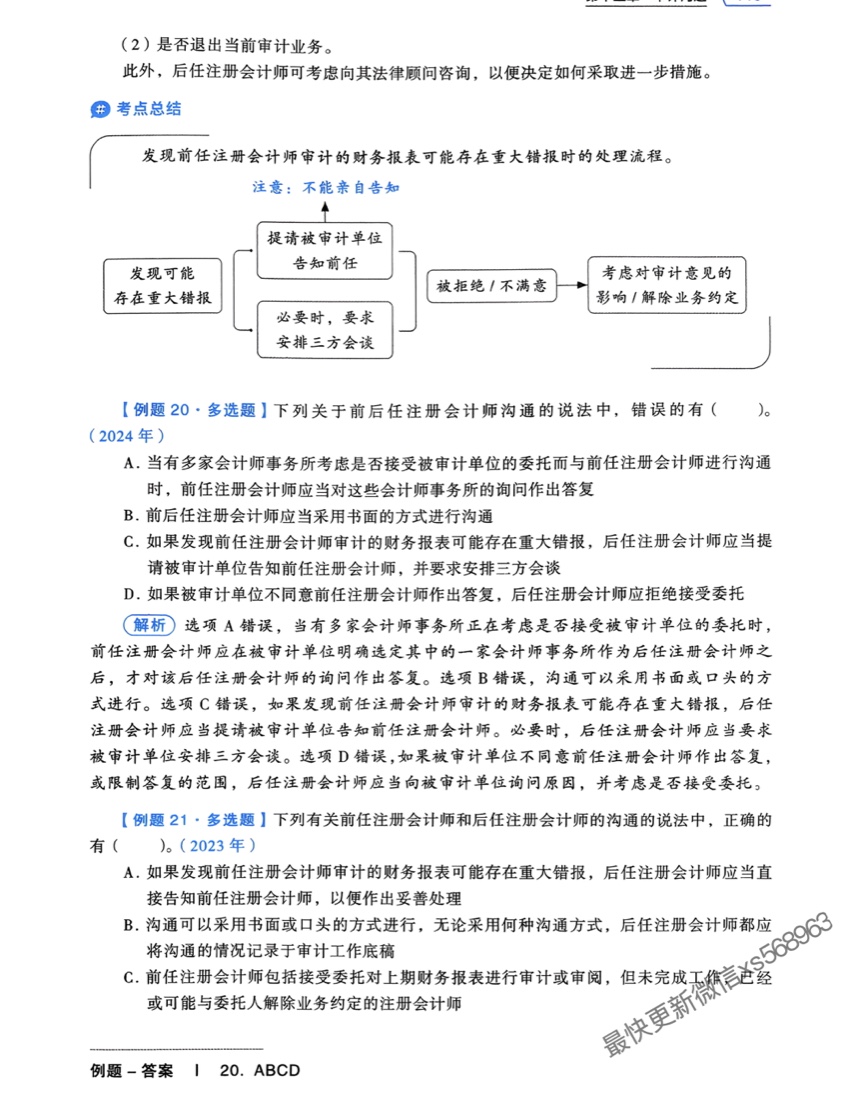 （2）是否退出当前审计业务。
此外，后任注册会计师可考虑向其法律顾问咨询，以便决定如何采取进一步措施。
# 考点总结
发现前任注册会计师审计的财务报表可能存在重大错报时的处理流程。
注意：不能亲自告知
提请被审计单位
告知前任
发现可能
存在重大错报
必要时，要求
安排三方会谈
被拒绝/不满意
考虑对审计意见的
影响/解除业务约定
【例题 20·多选题】下列关于前后任注册会计师沟通的说法中，错误的有（　　）。
（2024 年）
A. 当有多家会计师事务所考虑是否接受被审计单位的委托而与前任注册会计师进行沟通
时，前任注册会计师应当对这些会计师事务所的询问作出答复
B. 前后任注册会计师应当采用书面的方式进行沟通
C. 如果发现前任注册会计师审计的财务报表可能存在重大错报，后任注册会计师应当提
请被审计单位告知前任注册会计师，并要求安排三方会谈
D. 如果被审计单位不同意前任注册会计师作出答复，后任注册会计师应拒绝接受委托
解析 选项 A 错误，当有多家会计师事务所正在考虑是否接受被审计单位的委托时，
前任注册会计师应在被审计单位明确选定其中的一家会计师事务所作为后任注册会计师之
后，才对该后任注册会计师的询问作出答复。选项 B 错误，沟通可以采用书面或口头的方
式进行。选项 C 错误，如果发现前任注册会计师审计的财务报表可能存在重大错报，后任
注册会计师应当提请被审计单位告知前任注册会计师。必要时，后任注册会计师应当要求
被审计单位安排三方会谈。选项 D 错误，如果被审计单位不同意前任注册会计师作出答复，
或限制答复的范围，后任注册会计师应当向被审计单位询问原因，并考虑是否接受委托。
【例题 21·多选题】下列有关前任注册会计师和后任注册会计师的沟通的说法中，正确的
有（　　）。（2023 年）
A. 如果发现前任注册会计师审计的财务报表可能存在重大错报，后任注册会计师应当直
接告知前任注册会计师，以便作出妥善处理
B. 沟通可以采用书面或口头的方式进行，无论采用何种沟通方式，后任注册会计师都应
将沟通的情况记录于审计工作底稿
C. 前任注册会计师包括接受委托对上期财务报表进行审计或审阅，但未完成工作，已经
或可能与委托人解除业务约定的注册会计师
最快更新微信xs568963
例题－答案 | 20. ABCD